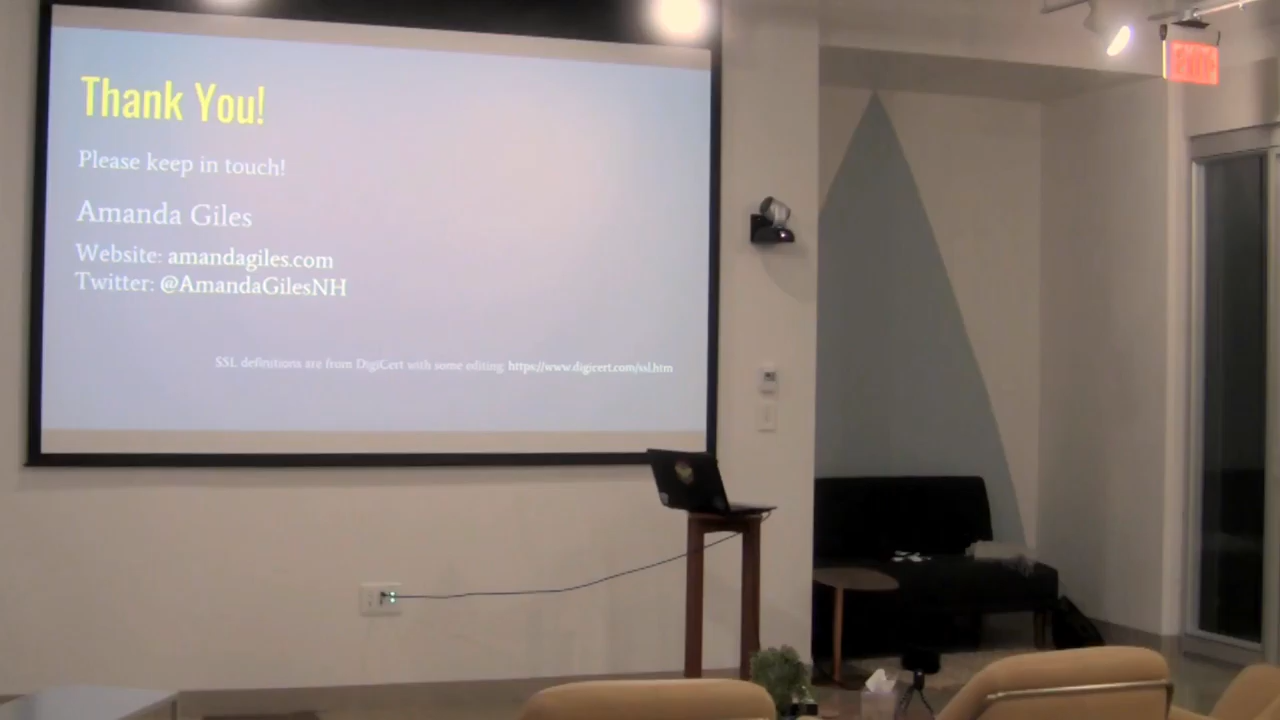 Thank You!
Please keep in touch!
Amanda Giles
Website: amandagiles.com
Twitter: @AmandaGilesNH
SSL definitions are from DigiCert with some editing: https://www.digicert.com/ssl.htm
EXIT